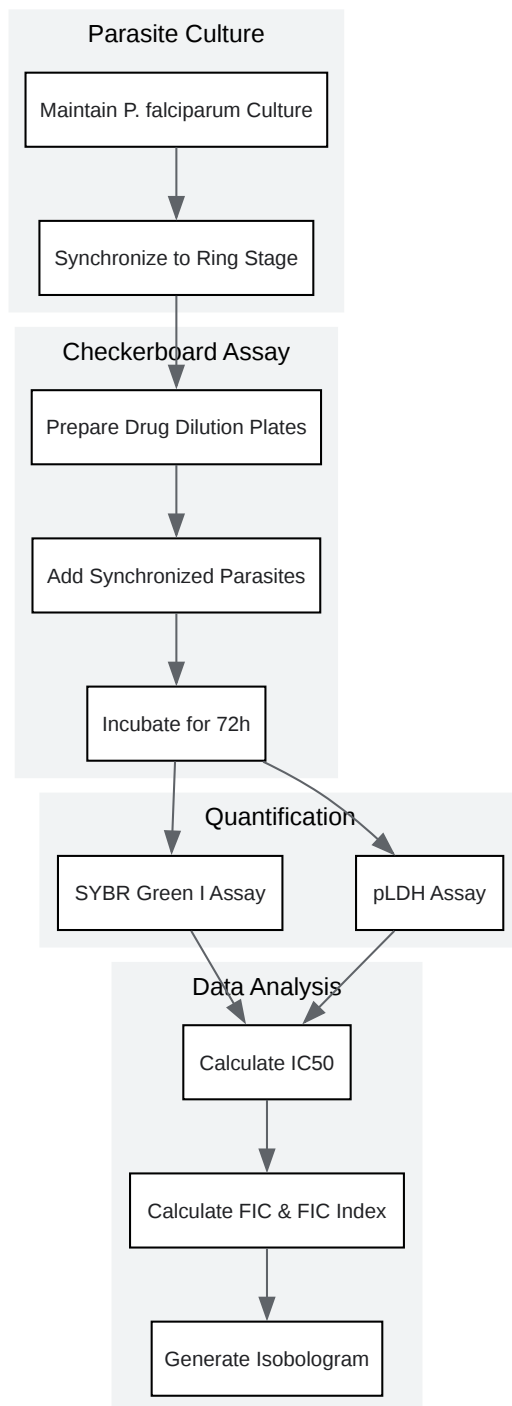 Parasite Culture
Maintain P. falciparum Culture
Synchronize to Ring Stage
Checkerboard Assay
Prepare Drug Dilution Plates
Add Synchronized Parasites
Incubate for 72h
Quantification
SYBR Green I Assay
pLDH Assay
Data Analysis
Calculate IC50
Calculate FIC & FIC Index
Generate Isobologram